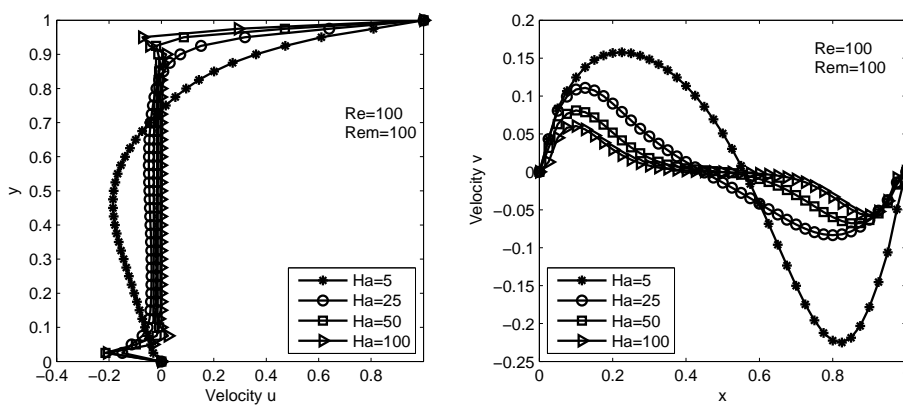 1
0.9
0.8
0.7
0.6
0.5
0.4
0.3
0.2
0.1
0
y
−0.4 −0.2 0 0.2 0.4 0.6 0.8
Velocity u
Re=100
Rem=100
Ha=5
Ha=25
Ha=50
Ha=100
0.20
0.15
0.10
0.05
0
−0.05
−0.10
−0.15
−0.20
−0.25
Velocity v
0 0.2 0.4 0.6 0.8
x
Re=100
Rem=100
Ha=5
Ha=25
Ha=50
Ha=100